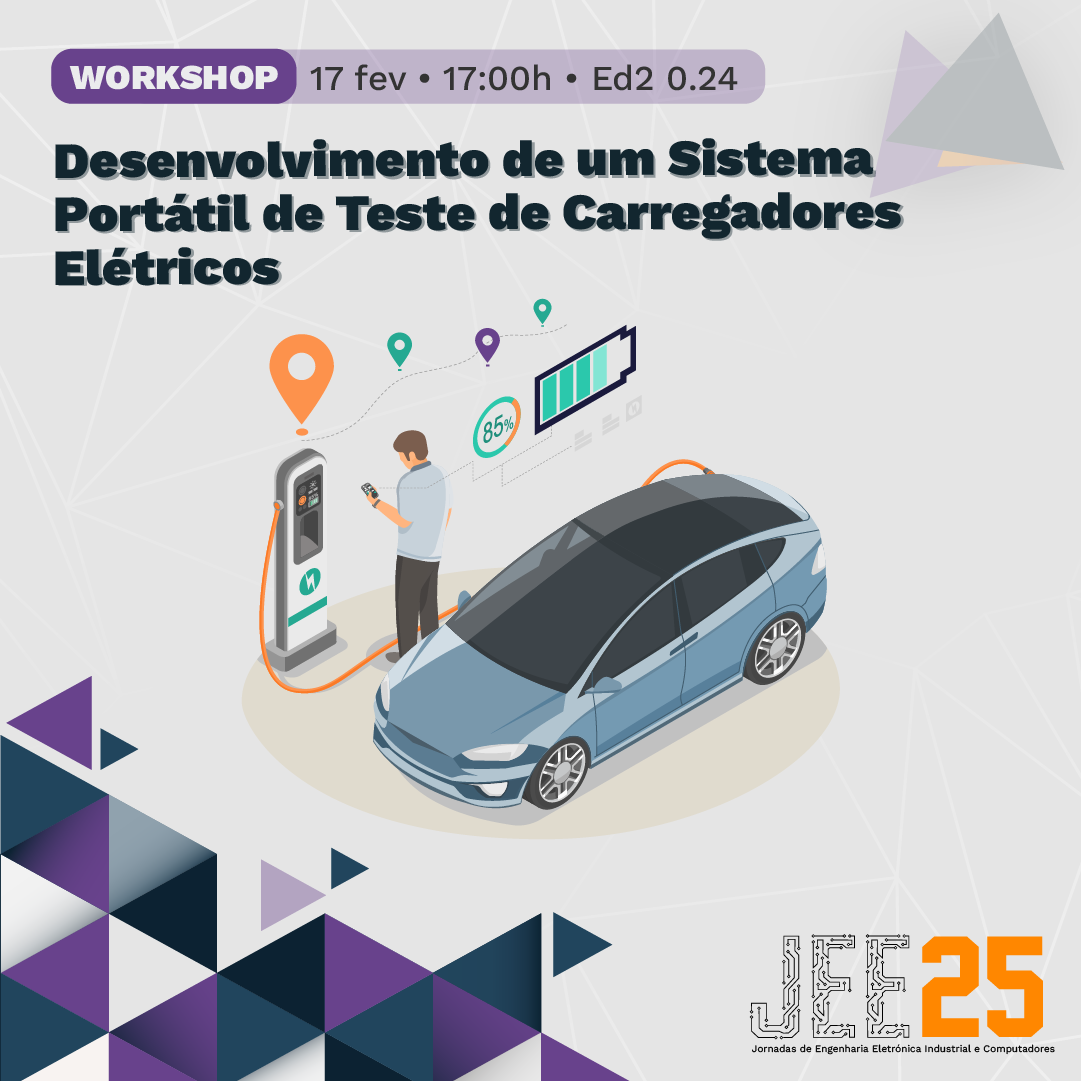 WORKSHOP 17 fev • 17:00h • Ed2 0.24
Desenvolvimento de um Sistema
Portátil de Teste de Carregadores
Elétricos
85%
JEE25
Jornadas de Engenharia Eletrónica Industrial e Computadores